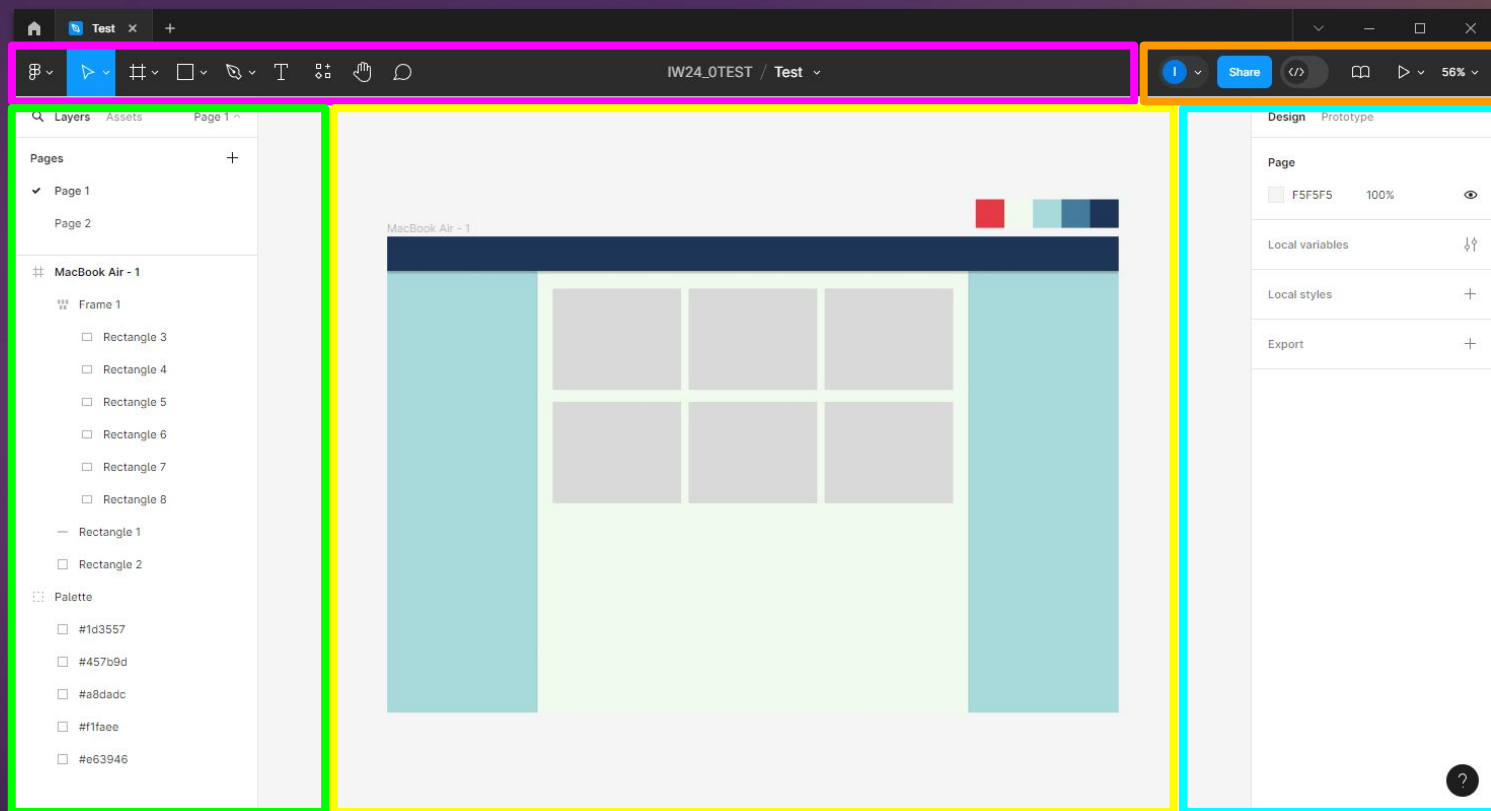 Test
IW24_0TEST / Test
I
Share
56%
Layers Assets Page 1
Pages
Page 1
Page 2
MacBook Air - 1
Frame 1
Rectangle 3
Rectangle 4
Rectangle 5
Rectangle 6
Rectangle 7
Rectangle 8
Rectangle 1
Rectangle 2
Palette
#1d3557
#457b9d
#a8dadc
#f1faee
#e63946
MacBook Air - 1
Design Prototype
Page
F5F5F5 100%
Local variables
Local styles
Export
?